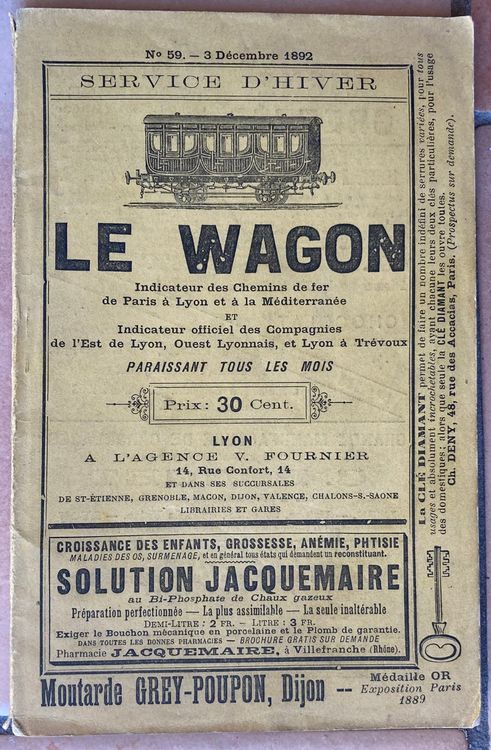 No 59. — 3 Décembre 1892
SERVICE D'HIVER
LE WAGON
Indicateur des Chemins de fer
de Paris à Lyon et à la Méditerranée
ET
Indicateur officiel des Compagnies
de l'Est de Lyon, Ouest Lyonnais, et Lyon à Trévoux
PARAISSANT TOUS LES MOIS
Prix: 30 Cent.
LYON
A L'AGENCE V. FOURNIER
14, Rue Confort, 14
ET DANS SES SUCCURSALES
DE ST-ÉTIENNE, GRENOBLE, MACON, DIJON, VALENCE, CHALONS-S.-SAONE
LIBRAIRIES ET GARES
La CLÉ DIAMANT permet de faire un nombre indéfini de serrures variées, pour tous
usages et absolument incrochetables, ayant chacune leurs deux clés particulières, pour l'usage
des domestiques; alors que seule la CLÉ DIAMANT les ouvre toutes.
Ch. DENY, 48, rue des Accacias, Paris. (Prospectus sur demande).
CROISSANCE DES ENFANTS, GROSSESSE, ANÉMIE, PHTISIE
MALADIES DES OS, SURMENAGE, et en général tous états qui demandent un reconstituant.
SOLUTION JACQUEMAIRE
au Bi-Phosphate de Chaux gazeux
Préparation perfectionnée — La plus assimilable — La seule inaltérable
DEMI-LITRE: 2 FR. — LITRE: 3 FR.
Exiger le Bouchon mécanique en porcelaine et le Plomb de garantie.
DANS TOUTES LES BONNES PHARMACIES — BROCHURE GRATIS SUR DEMANDE
Pharmacie JACQUEMAIRE, à Villefranche (Rhône).
Moutarde GREY-POUPON, Dijon -- Médaille OR
Exposition Paris
1889